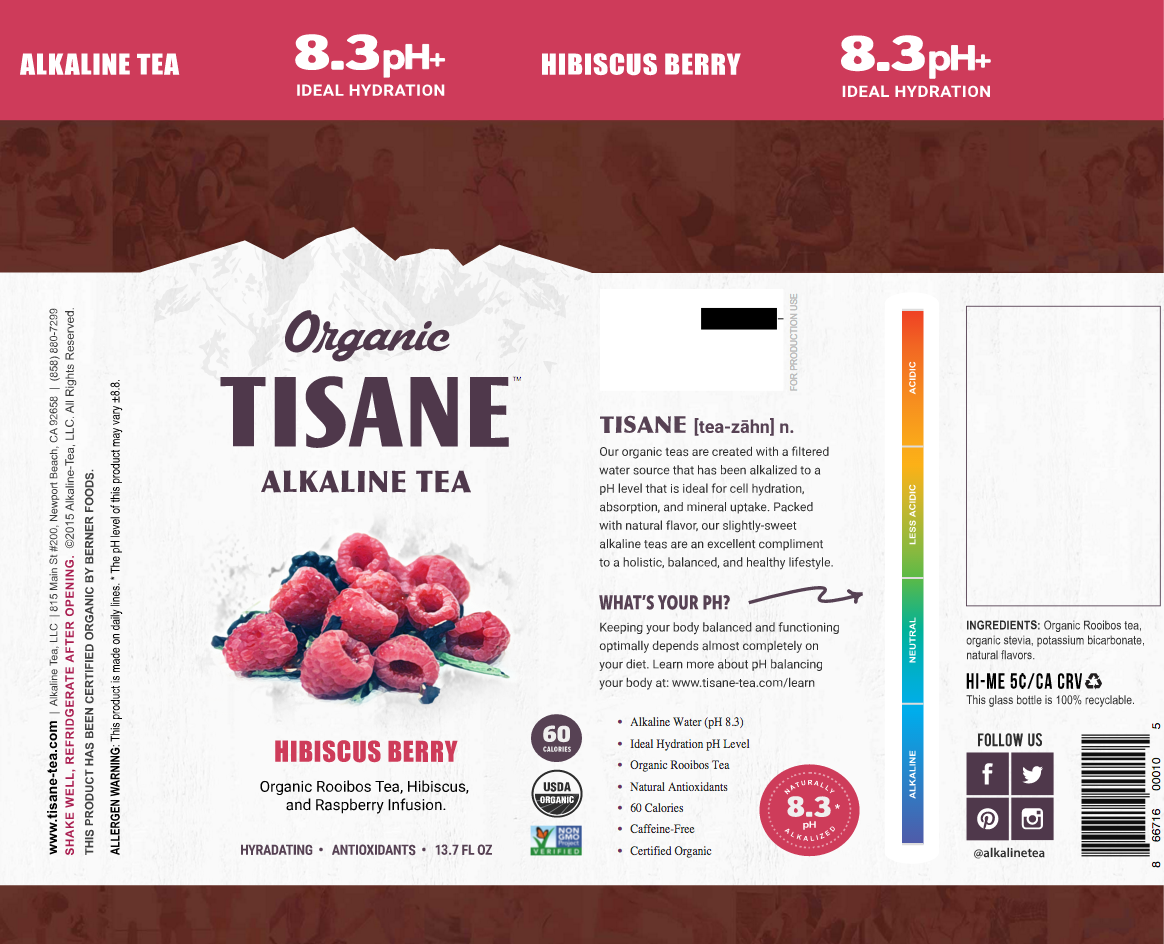 ALKALINE TEA
8.3pH+
IDEAL HYDRATION
HIBISCUS BERRY
8.3pH+
IDEAL HYDRATION
www.tisane-tea.com | Alkaline Tea, LLC | 815 Main St #200, Newport Beach, CA 92658 | (858) 880-7299
SHAKE WELL, REFRIDGERATE AFTER OPENING. ©2015 Alkaline-Tea, LLC. All Rights Reserved.
THIS PRODUCT HAS BEEN CERTIFIED ORGANIC BY BERNER FOODS.
ALLERGEN WARNING: This product is made on daily lines. * The pH level of this product may vary ±8.8.
Organic
TISANE™
ALKALINE TEA
HIBISCUS BERRY
Organic Rooibos Tea, Hibiscus,
and Raspberry Infusion.
HYRADATING • ANTIOXIDANTS • 13.7 FL OZ
60
CALORIES
USDA
ORGANIC
NON
GMO
Project
VERIFIED
FOR PRODUCTION USE
TISANE [tea-zāhn] n.
Our organic teas are created with a filtered
water source that has been alkalized to a
pH level that is ideal for cell hydration,
absorption, and mineral uptake. Packed
with natural flavor, our slightly-sweet
alkaline teas are an excellent compliment
to a holistic, balanced, and healthy lifestyle.
WHAT'S YOUR PH?
Keeping your body balanced and functioning
optimally depends almost completely on
your diet. Learn more about pH balancing
your body at: www.tisane-tea.com/learn
• Alkaline Water (pH 8.3)
• Ideal Hydration pH Level
• Organic Rooibos Tea
• Natural Antioxidants
• 60 Calories
• Caffeine-Free
• Certified Organic
NATURALLY
8.3*
pH
ALKALIZED
ACIDIC
LESS ACIDIC
NEUTRAL
ALKALINE
INGREDIENTS: Organic Rooibos tea,
organic stevia, potassium bicarbonate,
natural flavors.
HI-ME 5¢/CA CRV
This glass bottle is 100% recyclable.
FOLLOW US
@alkalinetea
8 66716 00010 5